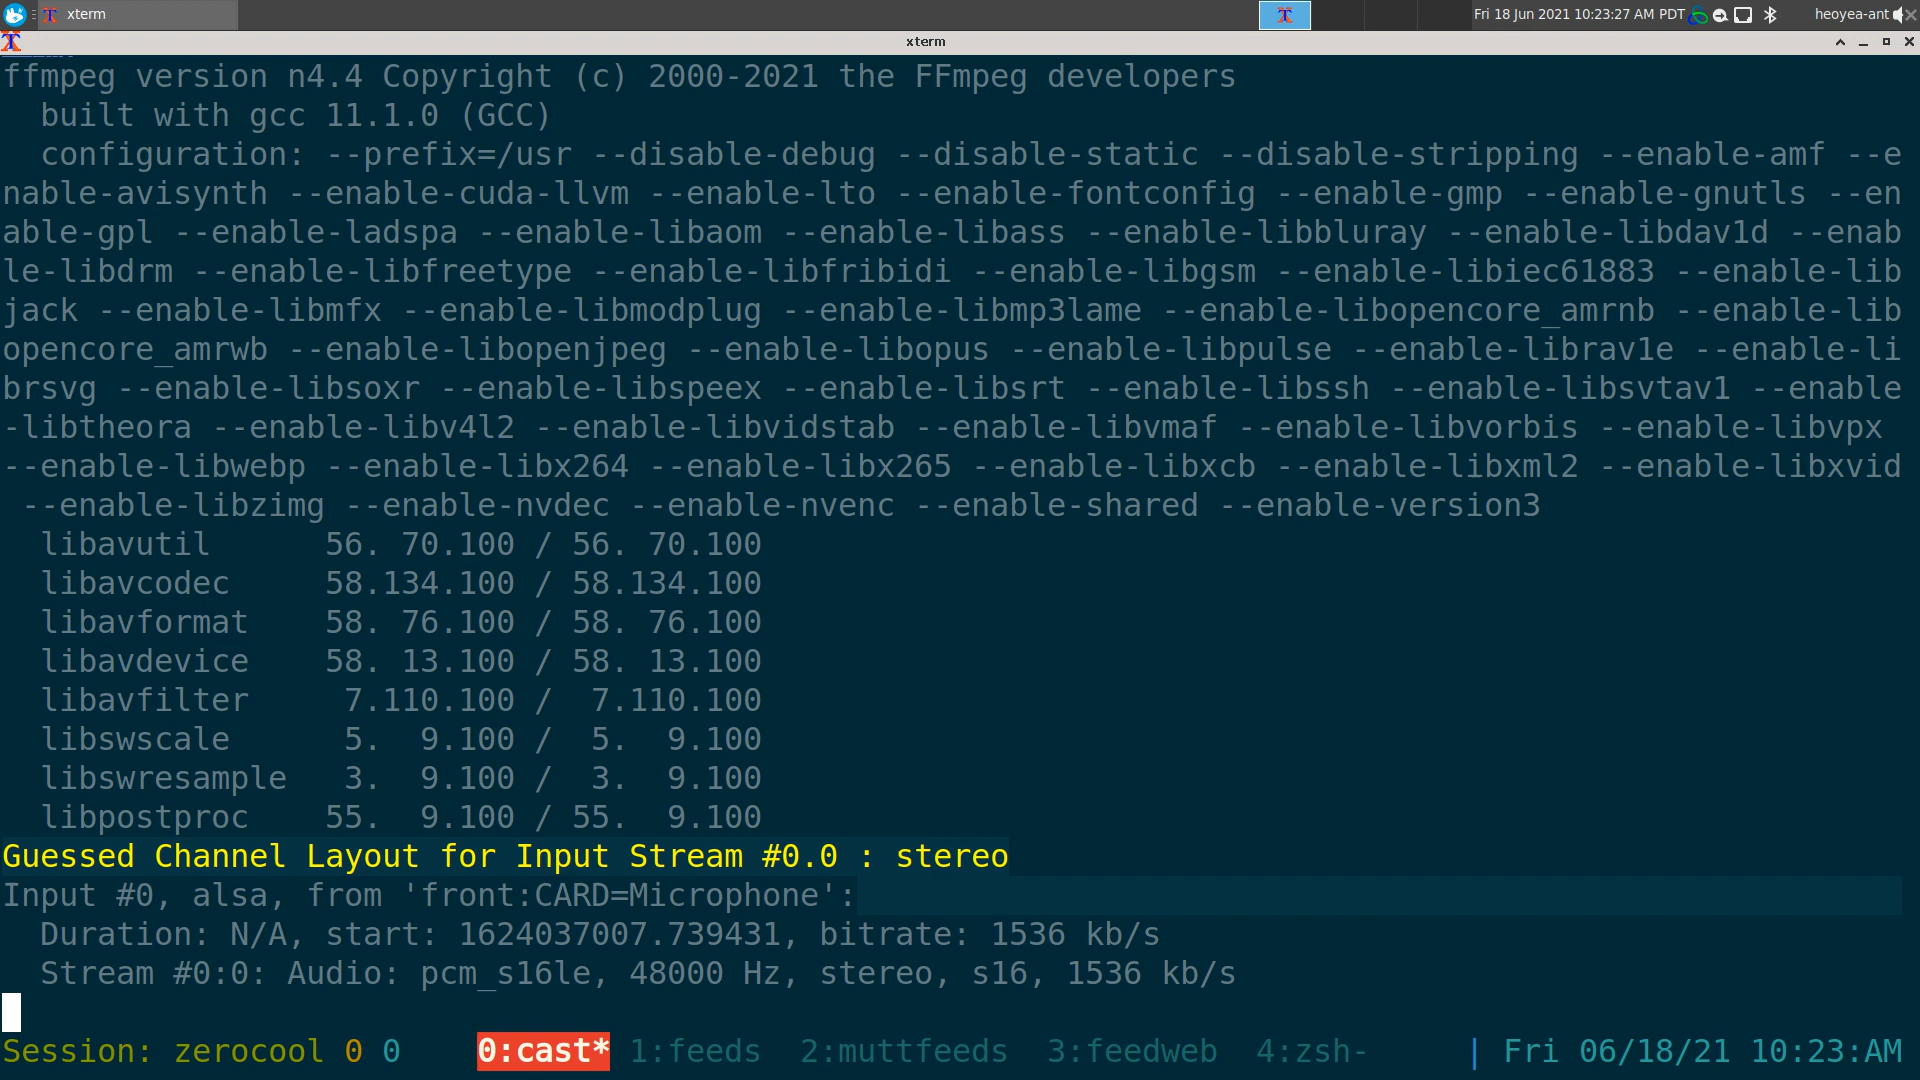 xterm
Fri 18 Jun 2021 10:23:27 AM PDT
heoyea-ant
xterm
ffmpeg version n4.4 Copyright (c) 2000-2021 the FFmpeg developers
built with gcc 11.1.0 (GCC)
configuration: --prefix=/usr --disable-debug --disable-static --disable-stripping --enable-amf --e
nable-avisynth --enable-cuda-llvm --enable-lto --enable-fontconfig --enable-gmp --enable-gnutls --en
able-gpl --enable-ladspa --enable-libaom --enable-libass --enable-libbluray --enable-libdav1d --enab
le-libdrm --enable-libfreetype --enable-libfribidi --enable-libgsm --enable-libiec61883 --enable-lib
jack --enable-libmfx --enable-libmodplug --enable-libmp3lame --enable-libopencore_amrnb --enable-lib
opencore_amrwb --enable-libopenjpeg --enable-libopus --enable-libpulse --enable-librav1e --enable-li
brsvg --enable-libsoxr --enable-libspeex --enable-libsrt --enable-libssh --enable-libsvtav1 --enable
-libtheora --enable-libv4l2 --enable-libvidstab --enable-libvmaf --enable-libvorbis --enable-libvpx
--enable-libwebp --enable-libx264 --enable-libx265 --enable-libxcb --enable-libxml2 --enable-libxvid
--enable-libzimg --enable-nvdec --enable-nvenc --enable-shared --enable-version3
libavutil      56. 70.100 / 56. 70.100
libavcodec     58.134.100 / 58.134.100
libavformat    58. 76.100 / 58. 76.100
libavdevice    58. 13.100 / 58. 13.100
libavfilter     7.110.100 /  7.110.100
libswscale      5.  9.100 /  5.  9.100
libswresample   3.  9.100 /  3.  9.100
libpostproc    55.  9.100 / 55.  9.100
Guessed Channel Layout for Input Stream #0.0 : stereo
Input #0, alsa, from 'front:CARD=Microphone':
Duration: N/A, start: 1624037007.739431, bitrate: 1536 kb/s
Stream #0:0: Audio: pcm_s16le, 48000 Hz, stereo, s16, 1536 kb/s
Session: zerocool 0 0    0:cast* 1:feeds  2:muttfeeds  3:feedweb  4:zsh-    | Fri 06/18/21 10:23:AM